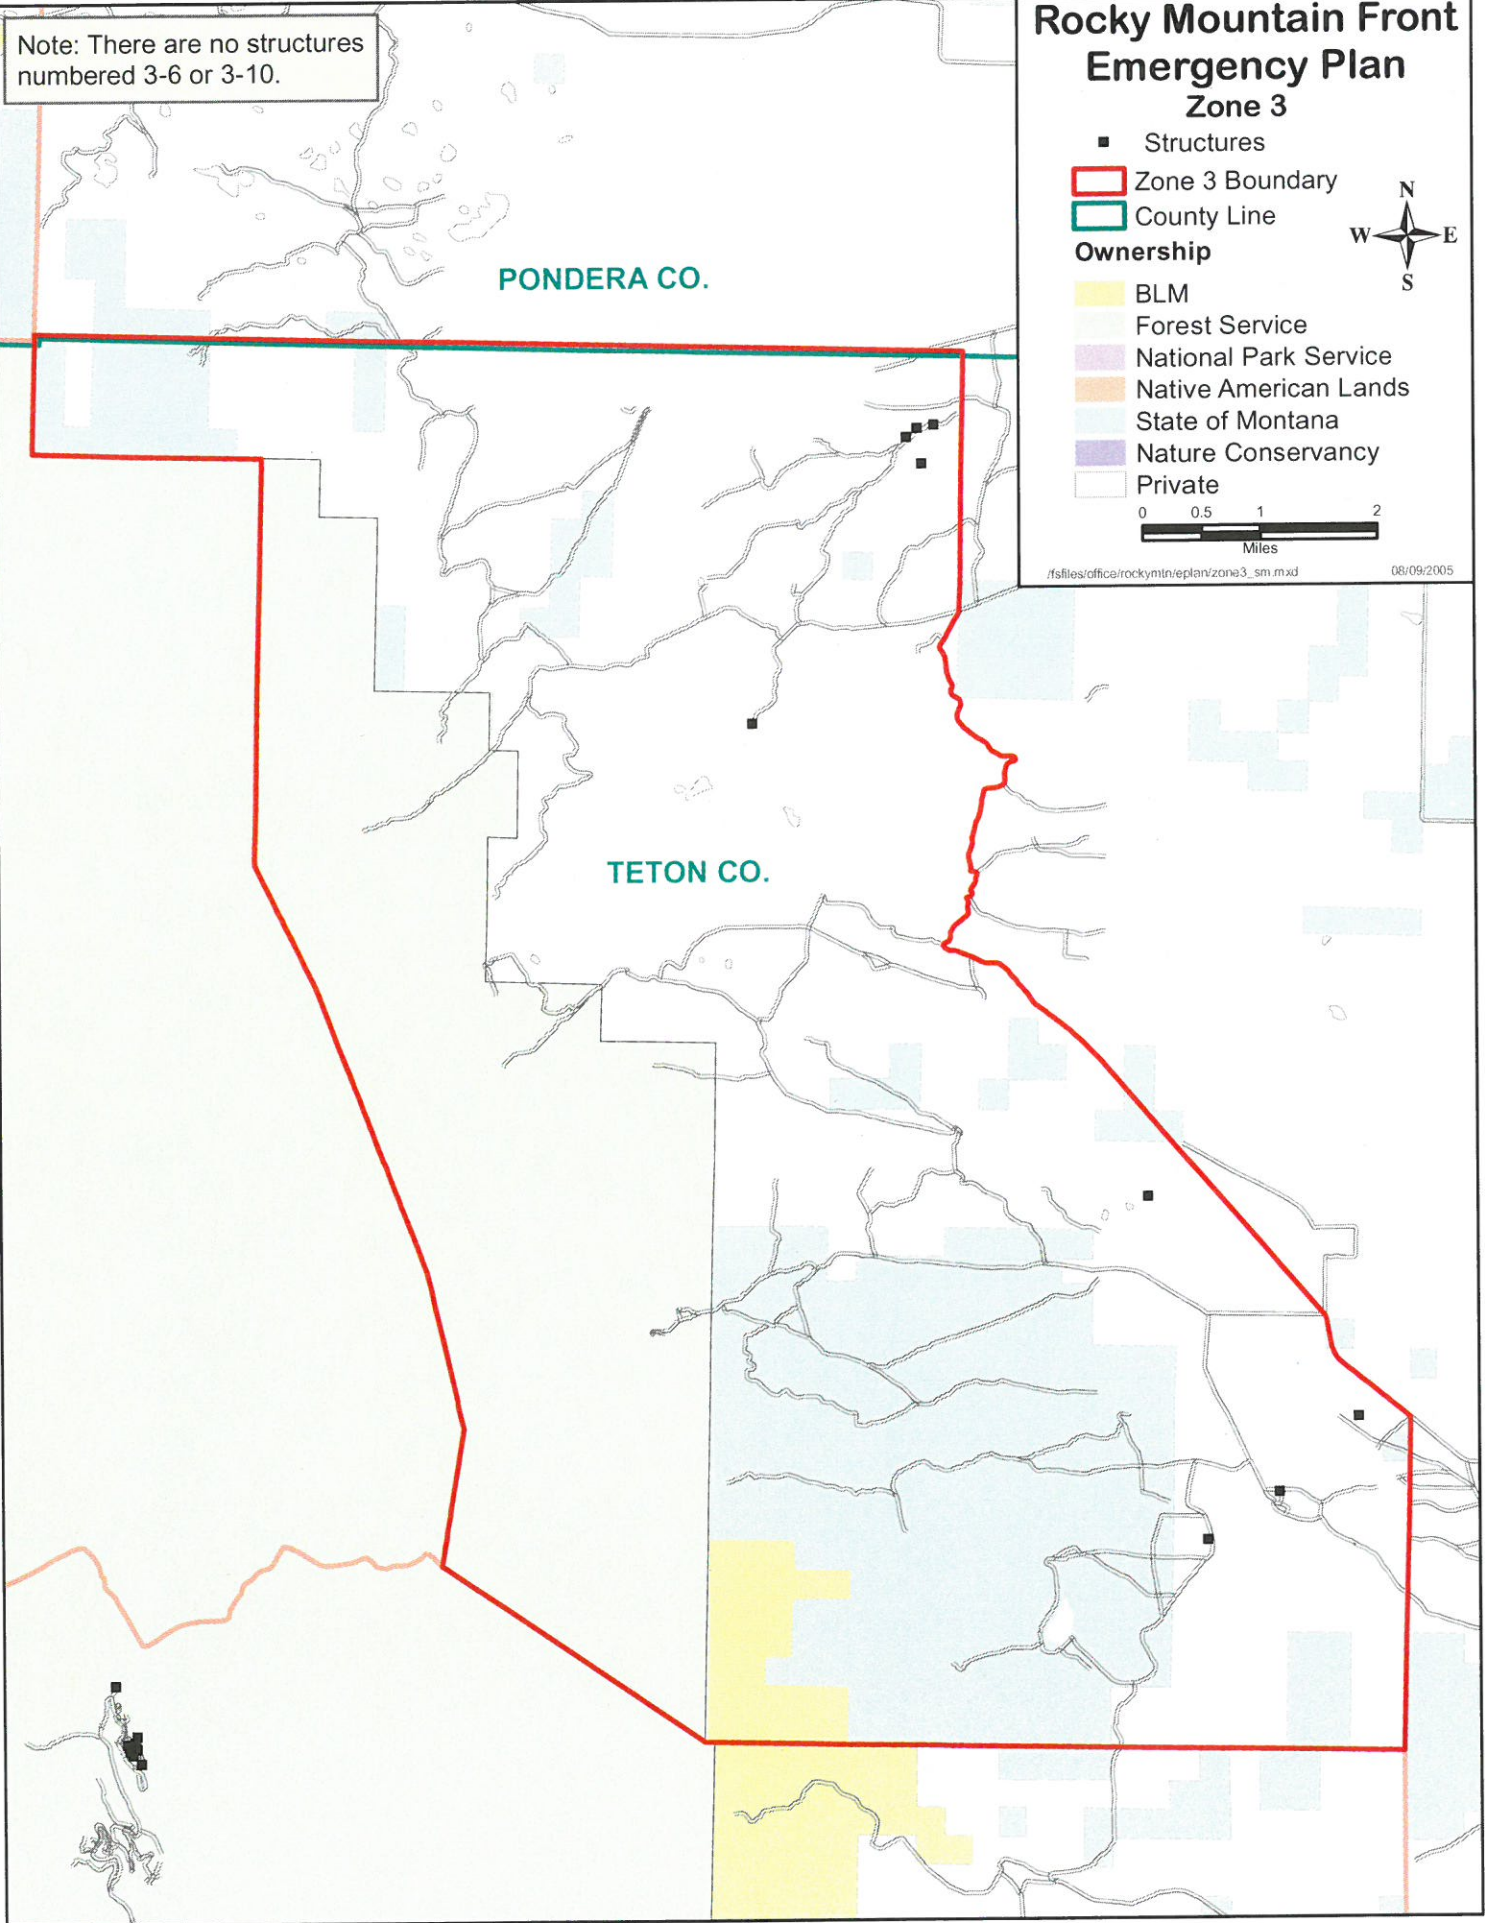 Note: There are no structures
numbered 3-6 or 3-10.
Rocky Mountain Front
Emergency Plan
Zone 3
Structures
Zone 3 Boundary
County Line
N
W E
S
Ownership
BLM
Forest Service
National Park Service
Native American Lands
State of Montana
Nature Conservancy
Private
0 0.5 1 2
Miles
/fsfiles/office/rockymtn/eplan/zone3_sm.mxd 08/09/2005
PONDERA CO.
TETON CO.